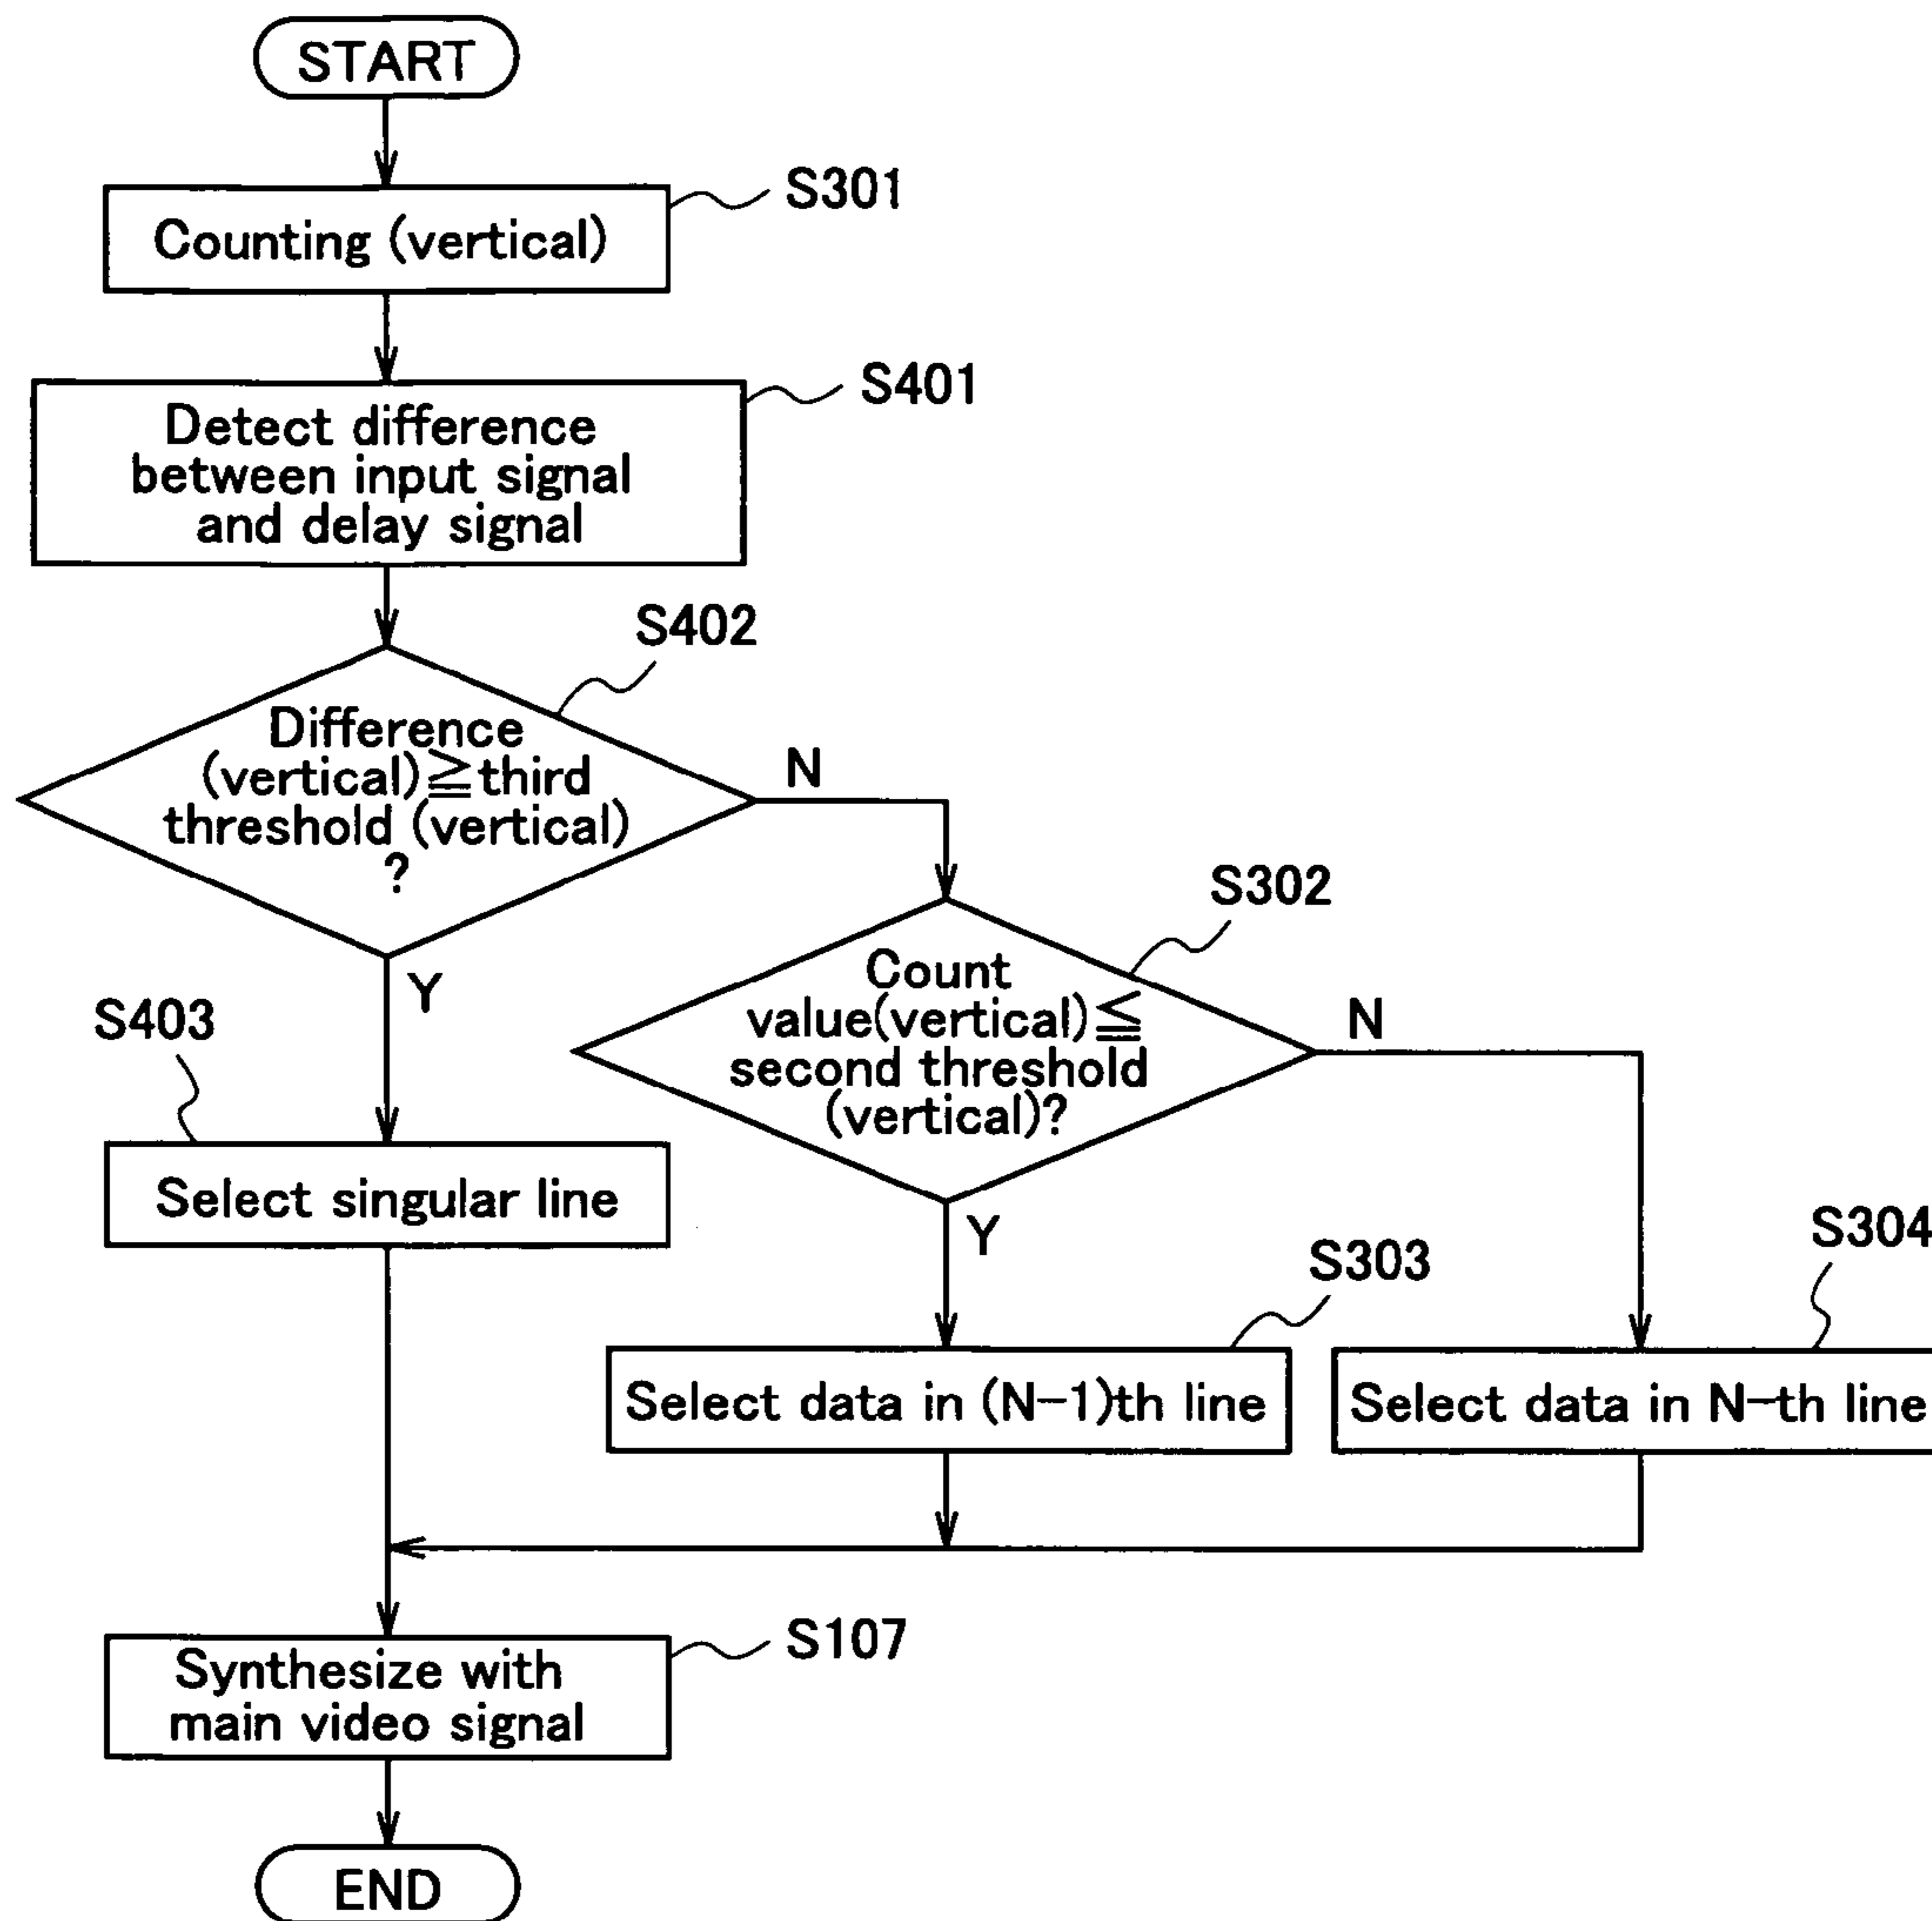 START
S301
Counting (vertical)
S401
Detect difference
between input signal
and delay signal
S402
Difference
(vertical)≧third
threshold (vertical)
?
N
Y
S302
Count
value(vertical)≦
second threshold
(vertical)?
N
Y
S403
Select singular line
S303
Select data in (N−1)th line
S304
Select data in N−th line
S107
Synthesize with
main video signal
END